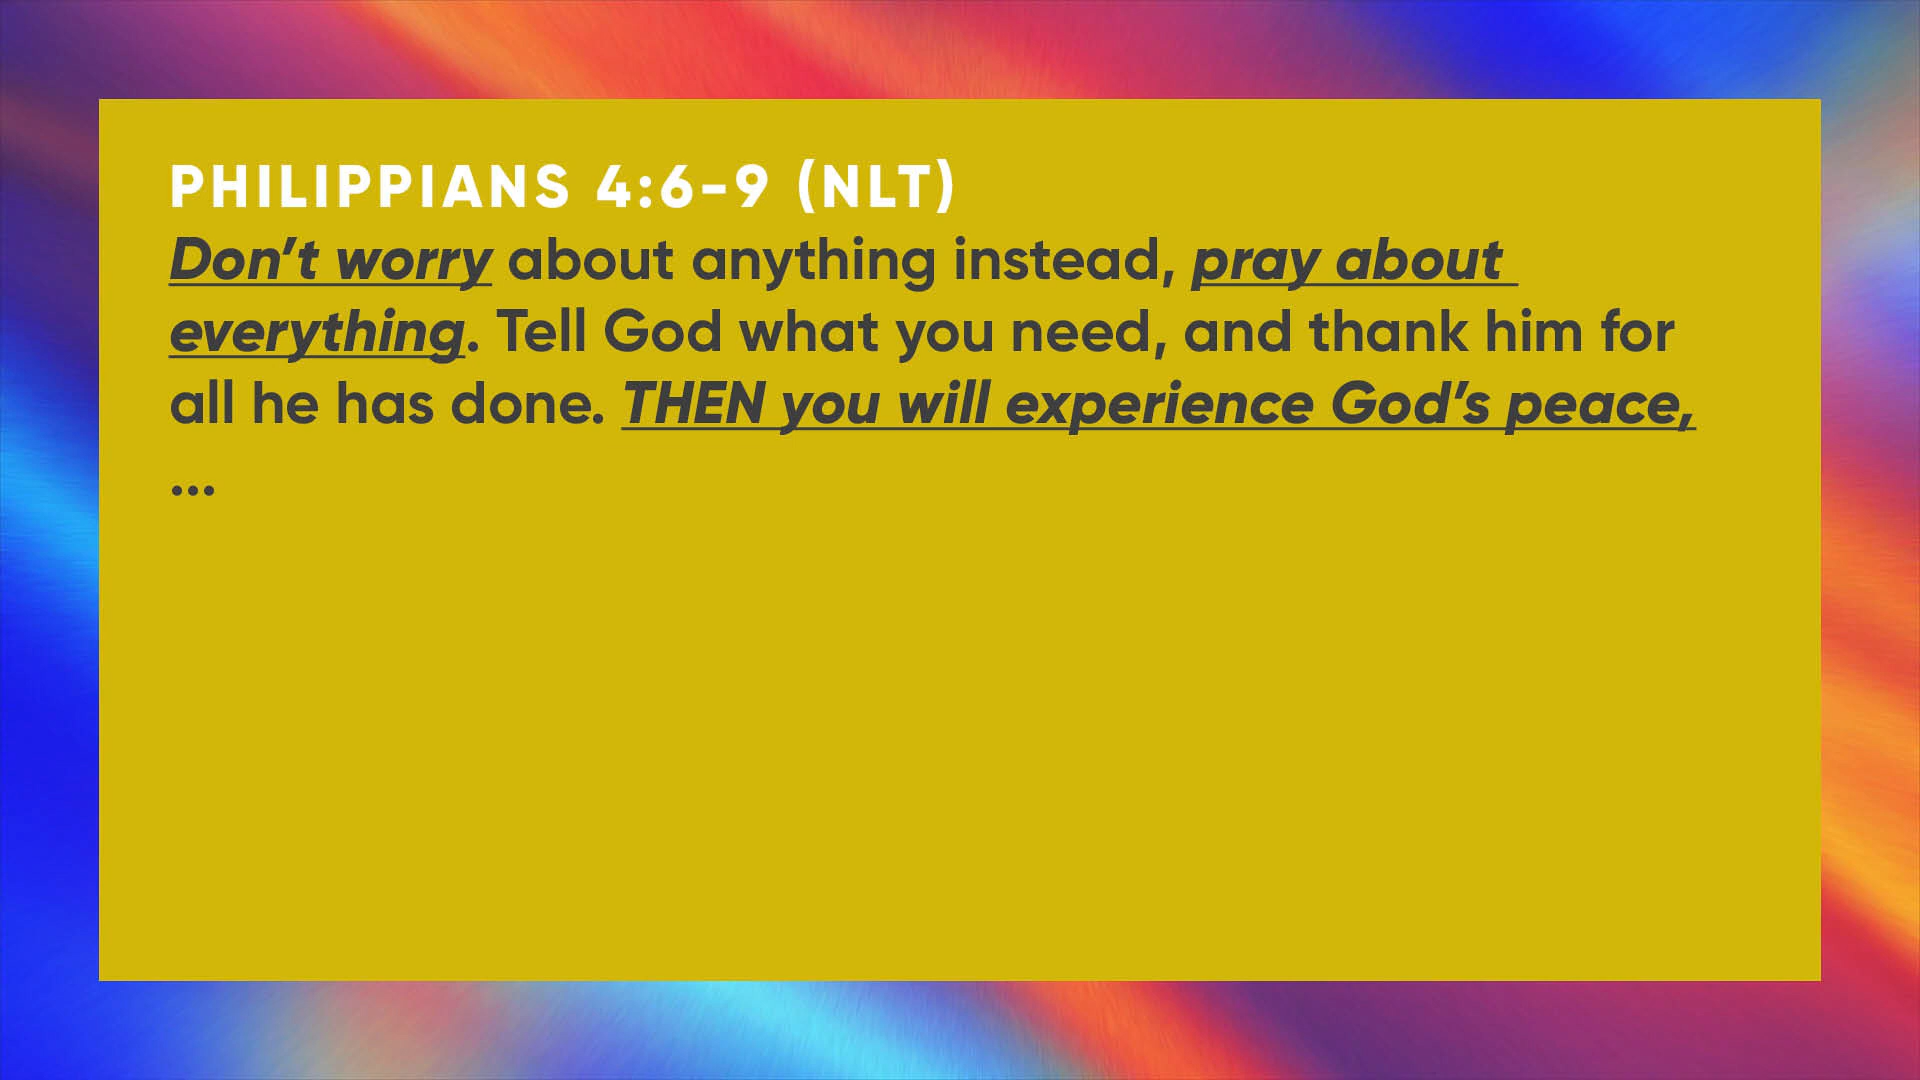 PHILIPPIANS 4:6-9 (NLT)
Don’t worry about anything instead, pray about
everything. Tell God what you need, and thank him for
all he has done. THEN you will experience God’s peace,
...